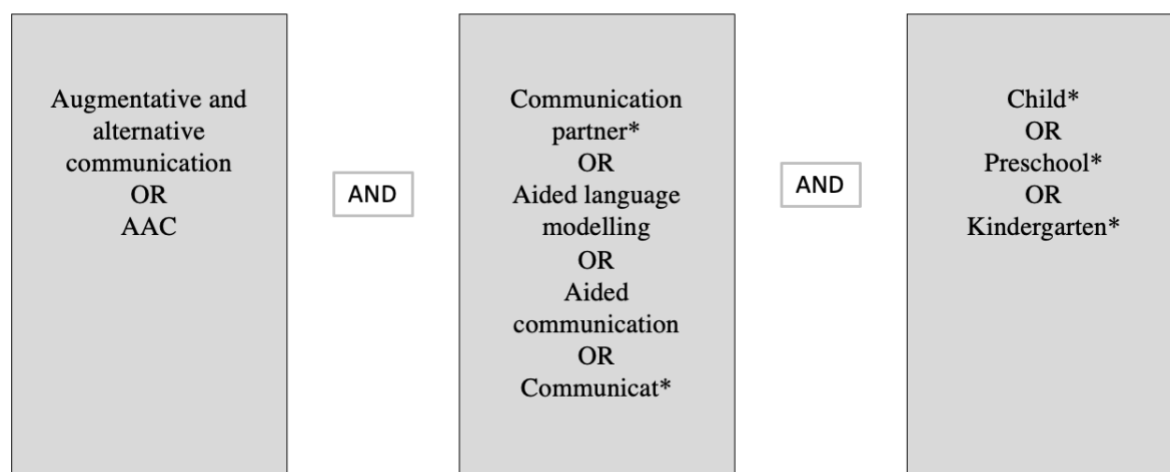 Augmentative and
alternative
communication
OR
AAC
AND
Communication
partner*
OR
Aided language
modelling
OR
Aided
communication
OR
Communicat*
AND
Child*
OR
Preschool*
OR
Kindergarten*